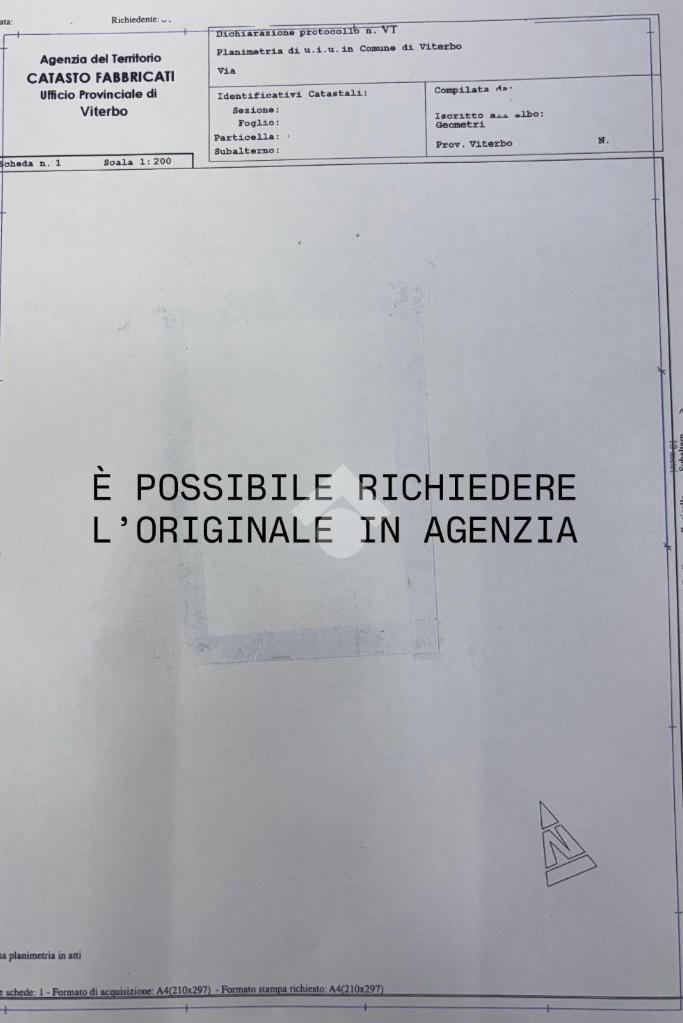 ata:
Richiedente:
Agenzia del Territorio
CATASTO FABBRICATI
Ufficio Provinciale di
Viterbo
Dichiarazione protocollo n. VT
Planimetria di u.i.u. in Comune di Viterbo
Via
Identificativi Catastali:
Sezione:
Foglio:
Particella:
Subalterno:
Compilata da:
Iscritto all'albo:
Geometri
Prov. Viterbo
N.
Scheda n. 1
Scala 1:200
È POSSIBILE RICHIEDERE
L'ORIGINALE IN AGENZIA
N
na planimetria in atti
e schede: 1 - Formato di acquisizione: A4(210x297) - Formato stampa richiesto: A4(210x297)